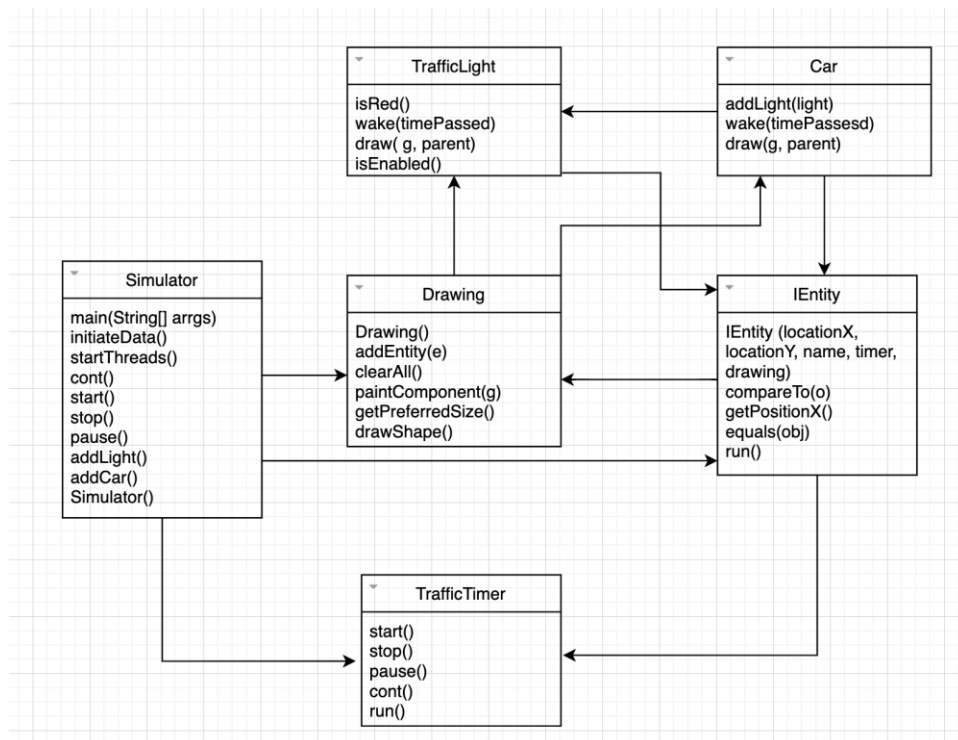 TrafficLight
isRed()
wake(timePassed)
draw( g, parent)
isEnabled()
Car
addLight(light)
wake(timePassesd)
draw(g, parent)
Simulator
main(String[] arrgs)
initiateData()
startThreads()
cont()
start()
stop()
pause()
addLight()
addCar()
Simulator()
Drawing
Drawing()
addEntity(e)
clearAll()
paintComponent(g)
getPreferredSize()
drawShape()
IEntity
IEntity (locationX,
locationY, name, timer,
drawing)
compareTo(o)
getPositionX()
equals(obj)
run()
TrafficTimer
start()
stop()
pause()
cont()
run()